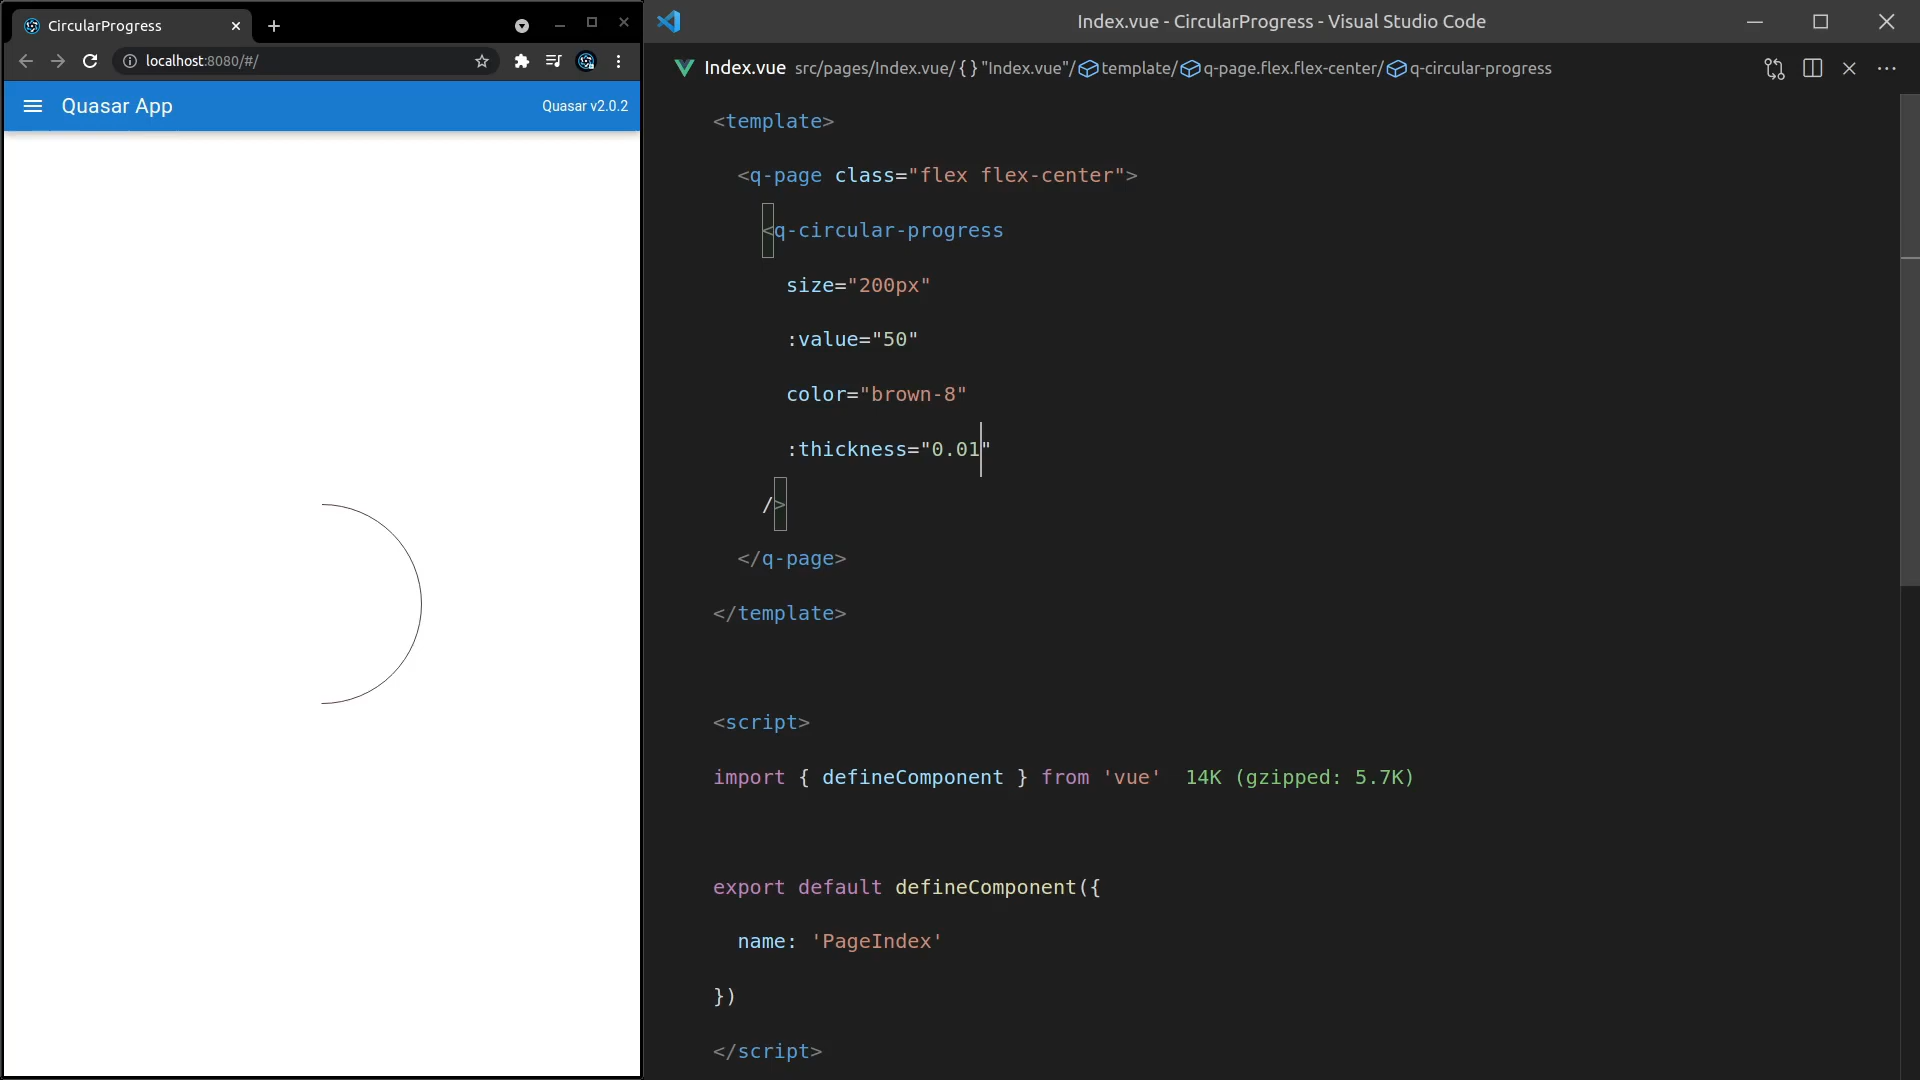 CircularProgress
localhost:8080/#/
Quasar App
Quasar v2.0.2
Index.vue - CircularProgress - Visual Studio Code
Index.vue src/pages/Index.vue/{}"Index.vue"/template/q-page.flex.flex-center/q-circular-progress
<template>
<q-page class="flex flex-center">
<q-circular-progress
size="200px"
:value="50"
color="brown-8"
:thickness="0.01"
/>
</q-page>
</template>
<script>
import { defineComponent } from 'vue' 14K (gzipped: 5.7K)
export default defineComponent({
name: 'PageIndex'
})
</script>